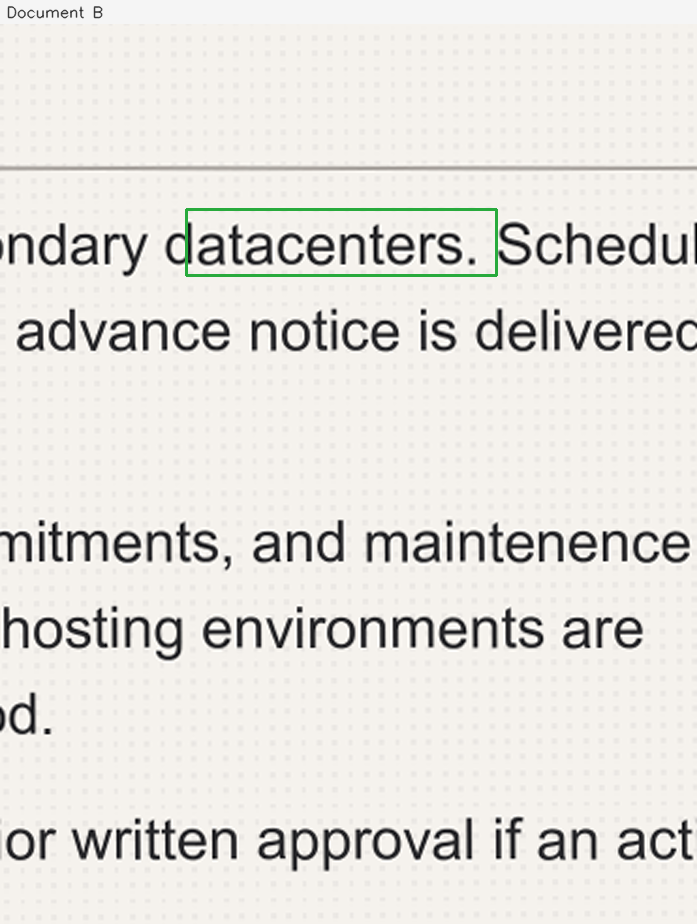 Document B
ondary datacenters. Schedul
advance notice is delivered
mitments, and maintenence
hosting environments are
od.
ior written approval if an acti